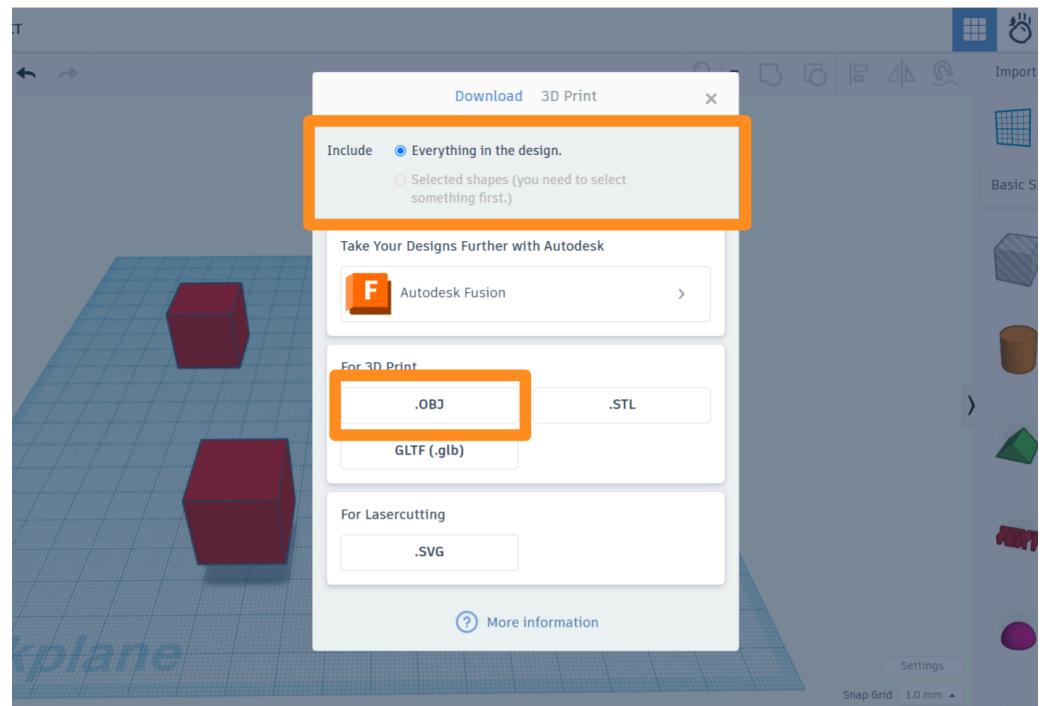 CT
Import
Download 3D Print
Include Everything in the design.
Selected shapes (you need to select
something first.)
Basic S
Take Your Designs Further with Autodesk
F Autodesk Fusion
For 3D Print
.OBJ .STL
GLTF (.glb)
For Lasercutting
.SVG
TEXT
More information
kplane
Settings
Snap Grid 1.0 mm